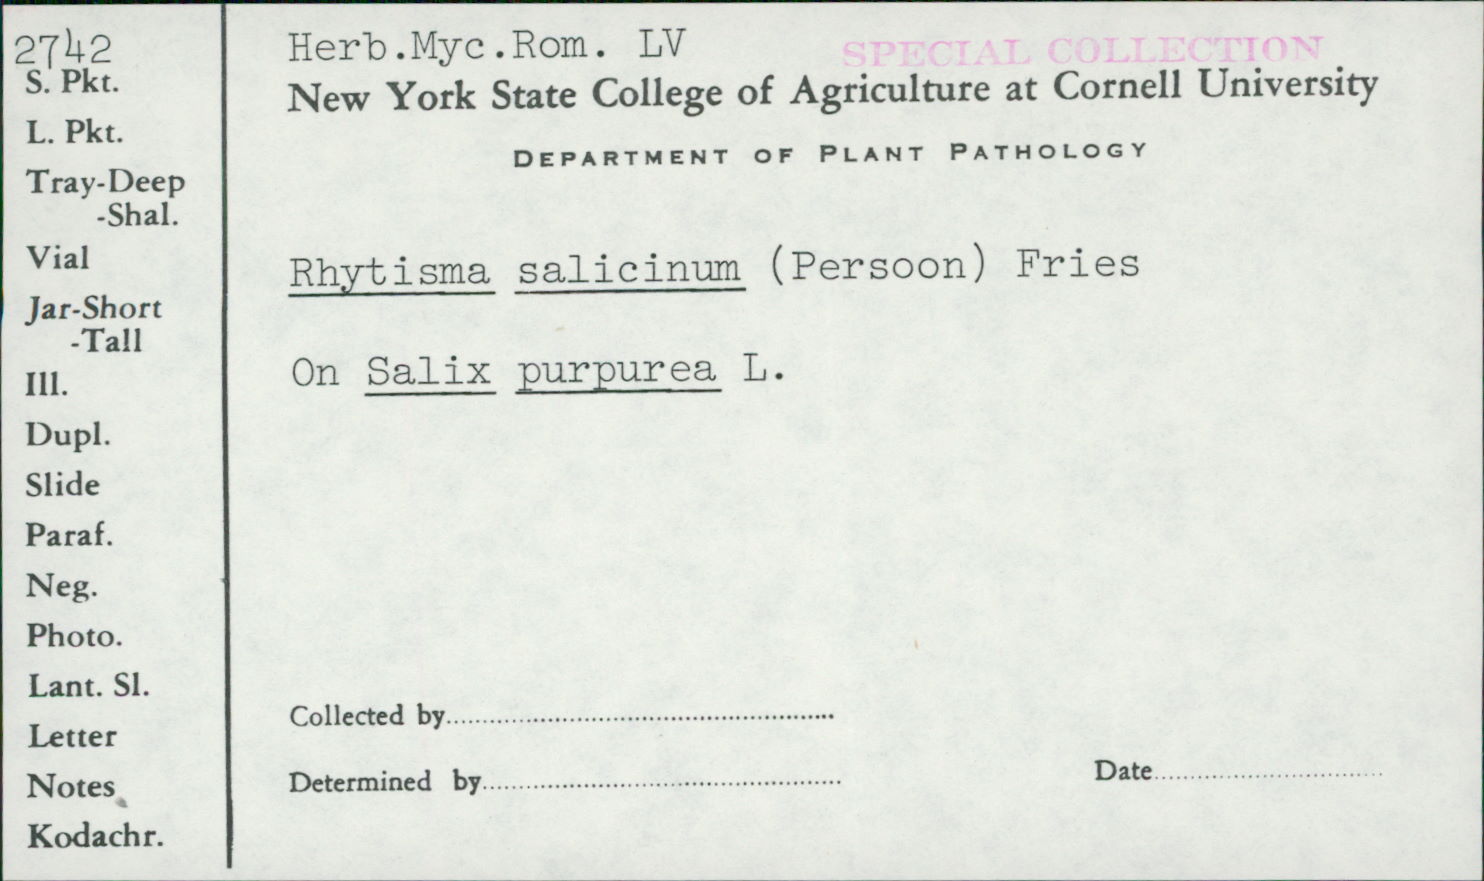 2742
S. Pkt.
L. Pkt.
Tray-Deep
-Shal.
Vial
Jar-Short
-Tall
Ill.
Dupl.
Slide
Paraf.
Neg.
Photo.
Lant. Sl.
Letter
Notes
Kodachr.
Herb.Myc.Rom. LV
SPECIAL COLLECTION
New York State College of Agriculture at Cornell University
DEPARTMENT OF PLANT PATHOLOGY
Rhytisma salicinum (Persoon) Fries
On Salix purpurea L.
Collected by
Determined by
Date